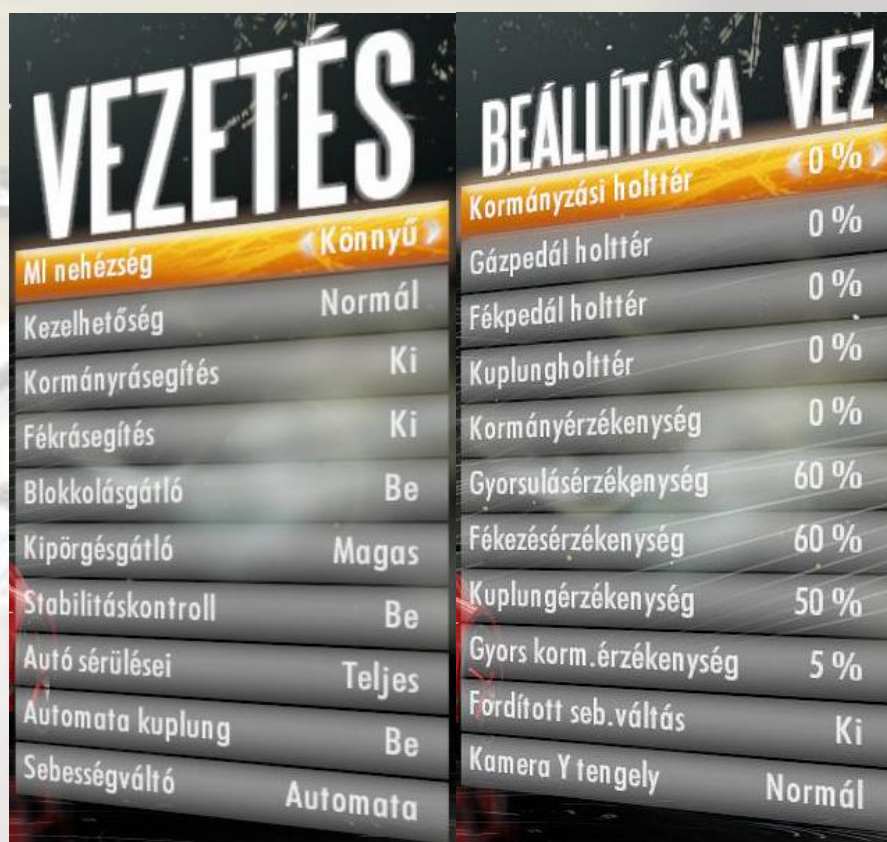 VEZETÉS
MI nehézség Könnyű
Kezelhetőség Normál
Kormányrásegítés Ki
Fékrásegítés Ki
Blokkolásgátló Be
Kipörgésgátló Magas
Stabilitáskontroll Be
Autó sérülései Teljes
Automata kuplung Be
Sebességváltó Automata
BEÁLLÍTÁSA VEZ
Kormányzási holttér 0 %
Gázpedál holttér 0 %
Fékpedál holttér 0 %
Kuplungholttér 0 %
Kormányérzékenység 0 %
Gyorsulásérzékenység 60 %
Fékezésérzékenység 60 %
Kuplungérzékenység 50 %
Gyors korm.érzékenység 5 %
Fordított seb.váltás Ki
Kamera Y tengely Normál